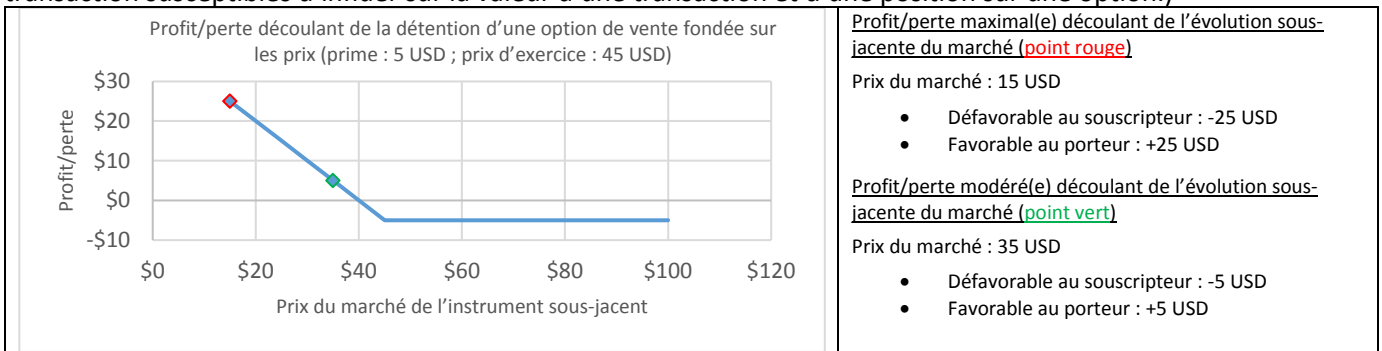 transaction susceptibles d'influer sur la valeur d'une transaction et d'une position sur une option.)
Profit/perte découlant de la détention d'une option de vente fondée sur
les prix (prime : 5 USD ; prix d'exercice : 45 USD)
$30
$20
$10
$0
-$10
Profit/perte
$0 $20 $40 $60 $80 $100 $120
Prix du marché de l'instrument sous-jacent
Profit/perte maximal(e) découlant de l'évolution sous-
jacente du marché (point rouge)
Prix du marché : 15 USD
• Défavorable au souscripteur : -25 USD
• Favorable au porteur : +25 USD
Profit/perte modéré(e) découlant de l'évolution sous-
jacente du marché (point vert)
Prix du marché : 35 USD
• Défavorable au souscripteur : -5 USD
• Favorable au porteur : +5 USD